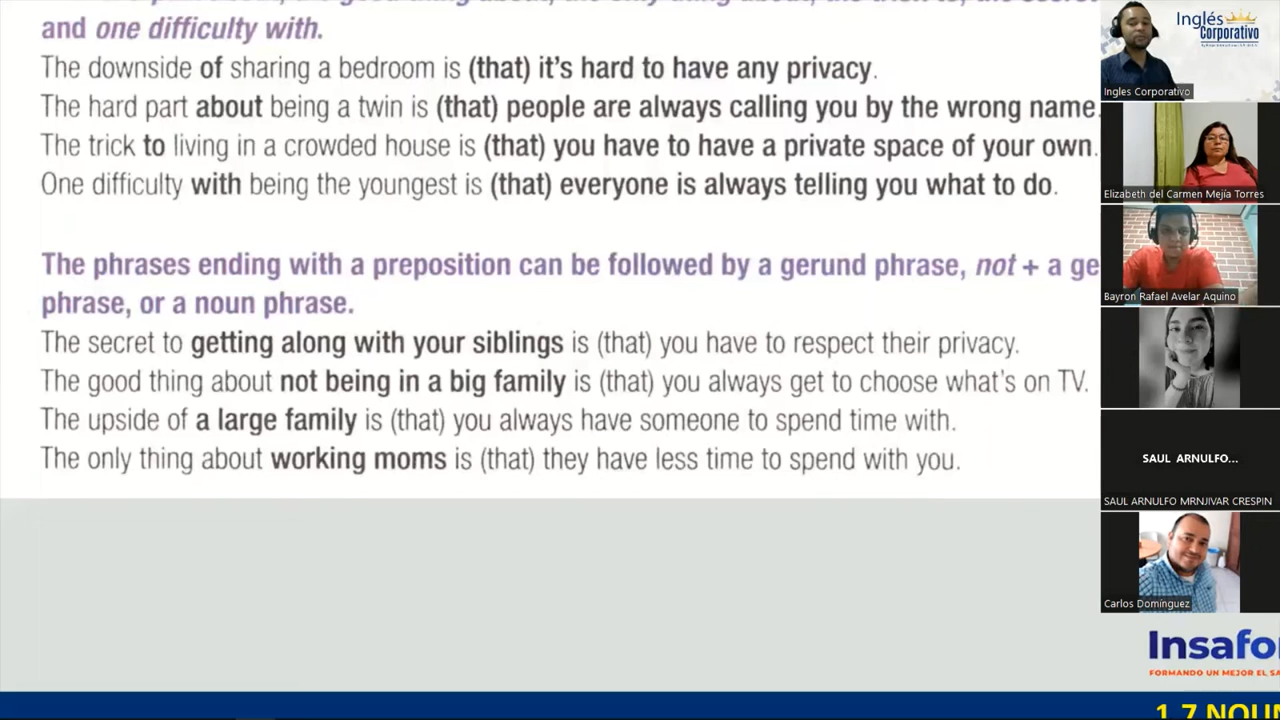 and one difficulty with.
The downside of sharing a bedroom is (that) it's hard to have any privacy.
The hard part about being a twin is (that) people are always calling you by the wrong name.
The trick to living in a crowded house is (that) you have to have a private space of your own.
One difficulty with being the youngest is (that) everyone is always telling you what to do.
The phrases ending with a preposition can be followed by a gerund phrase, not + a ge
phrase, or a noun phrase.
The secret to getting along with your siblings is (that) you have to respect their privacy.
The good thing about not being in a big family is (that) you always get to choose what's on TV.
The upside of a large family is (that) you always have someone to spend time with.
The only thing about working moms is (that) they have less time to spend with you.
Inglés
Corporativo
Ingles Corporativo
Elizabeth del Carmen Mejía Torres
Bayron Rafael Avelar Aquino
SAUL ARNULFO...
SAUL ARNULFO MRNJIVAR CRESPIN
Carlos Domínguez
Insafo
FORMANDO UN MEJOR EL SA
1.7 NOUN